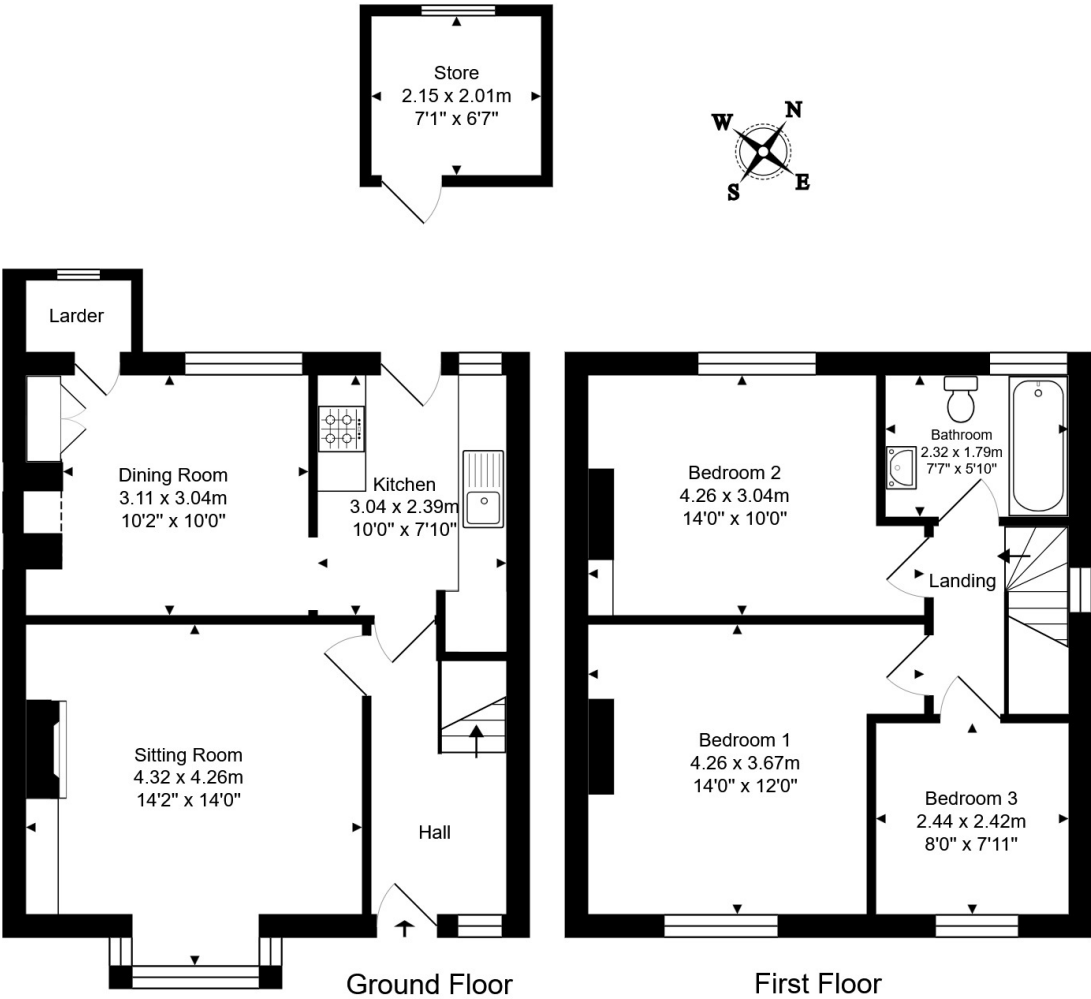 Store
2.15 x 2.01m
7'1" x 6'7"
W
N
S
E
Larder
Dining Room
3.11 x 3.04m
10'2" x 10'0"
Kitchen
3.04 x 2.39m
10'0" x 7'10"
Sitting Room
4.32 x 4.26m
14'2" x 14'0"
Hall
Ground Floor
Bedroom 2
4.26 x 3.04m
14'0" x 10'0"
Bathroom
2.32 x 1.79m
7'7" x 5'10"
Landing
Bedroom 1
4.26 x 3.67m
14'0" x 12'0"
Bedroom 3
2.44 x 2.42m
8'0" x 7'11"
First Floor